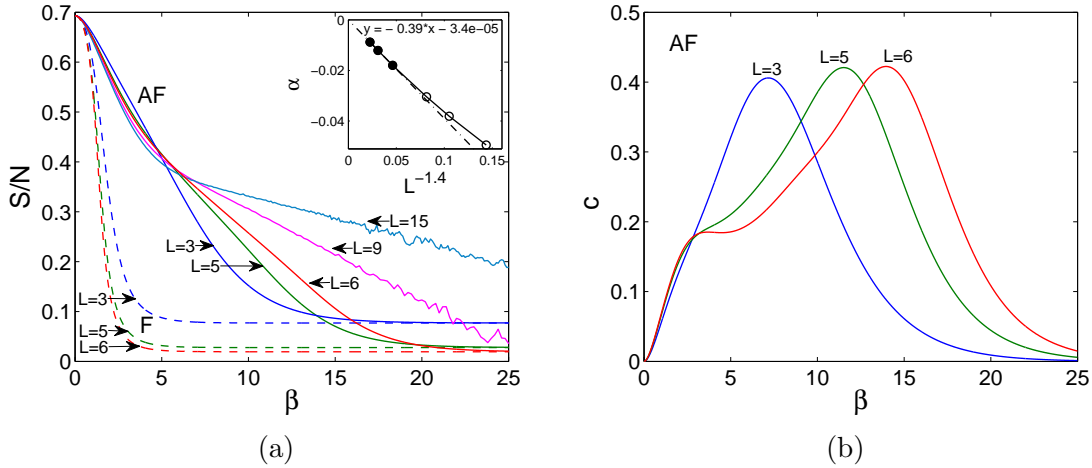 0.7
0.6
0.5
0.4
0.3
0.2
0.1
0
S/N
0
5
10
15
20
25
β
AF
F
L=3
L=5
L=6
L=3
L=5
L=6
L=9
L=15
y = − 0.39*x − 3.4e−05
0
−0.02
−0.04
α
0
0.05
0.1
0.15
L−1.4
(a)
AF
0.5
0.4
0.3
0.2
0.1
0
c
0
5
10
15
20
25
β
L=3
L=5
L=6
(b)